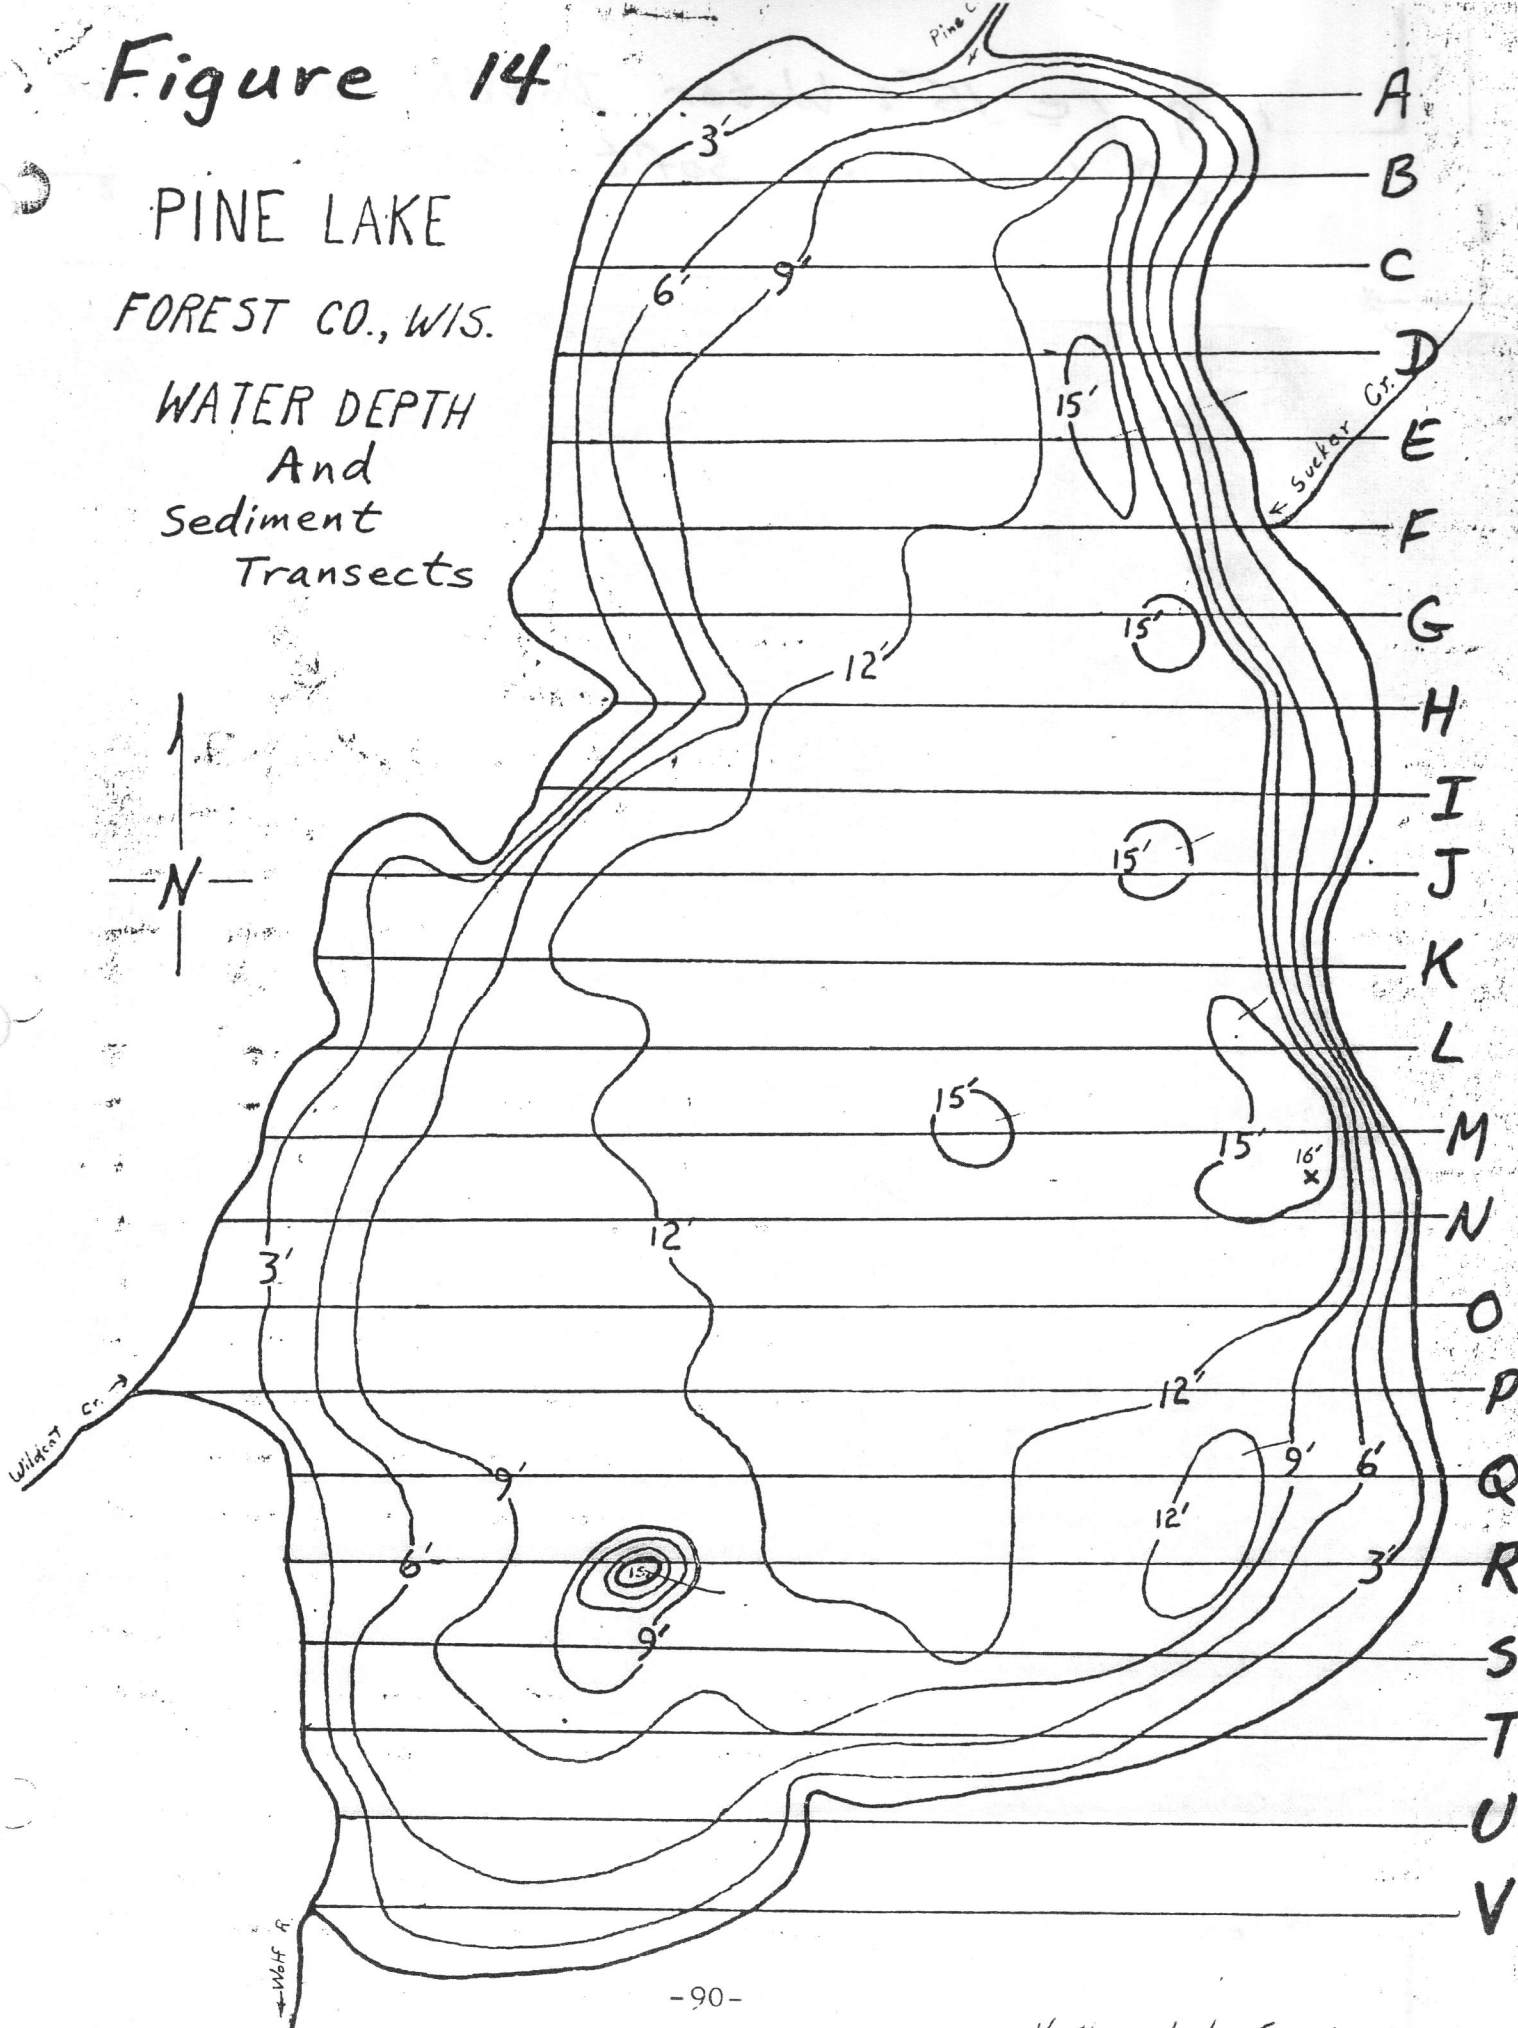 Figure 14
PINE LAKE
FOREST CO., WIS.
WATER DEPTH
And
Sediment
Transects
N
Pine C
Sucker Cr.
Wildcat Cr.
Wolf R
A
B
C
D
E
F
G
H
I
J
K
L
M
N
O
P
Q
R
S
T
U
V
3'
6'
9'
15'
15'
12'
15'
15'
15'
16'
x
12'
3'
12'
9'
9'
6'
12'
6'
15
3'
9'
-90-